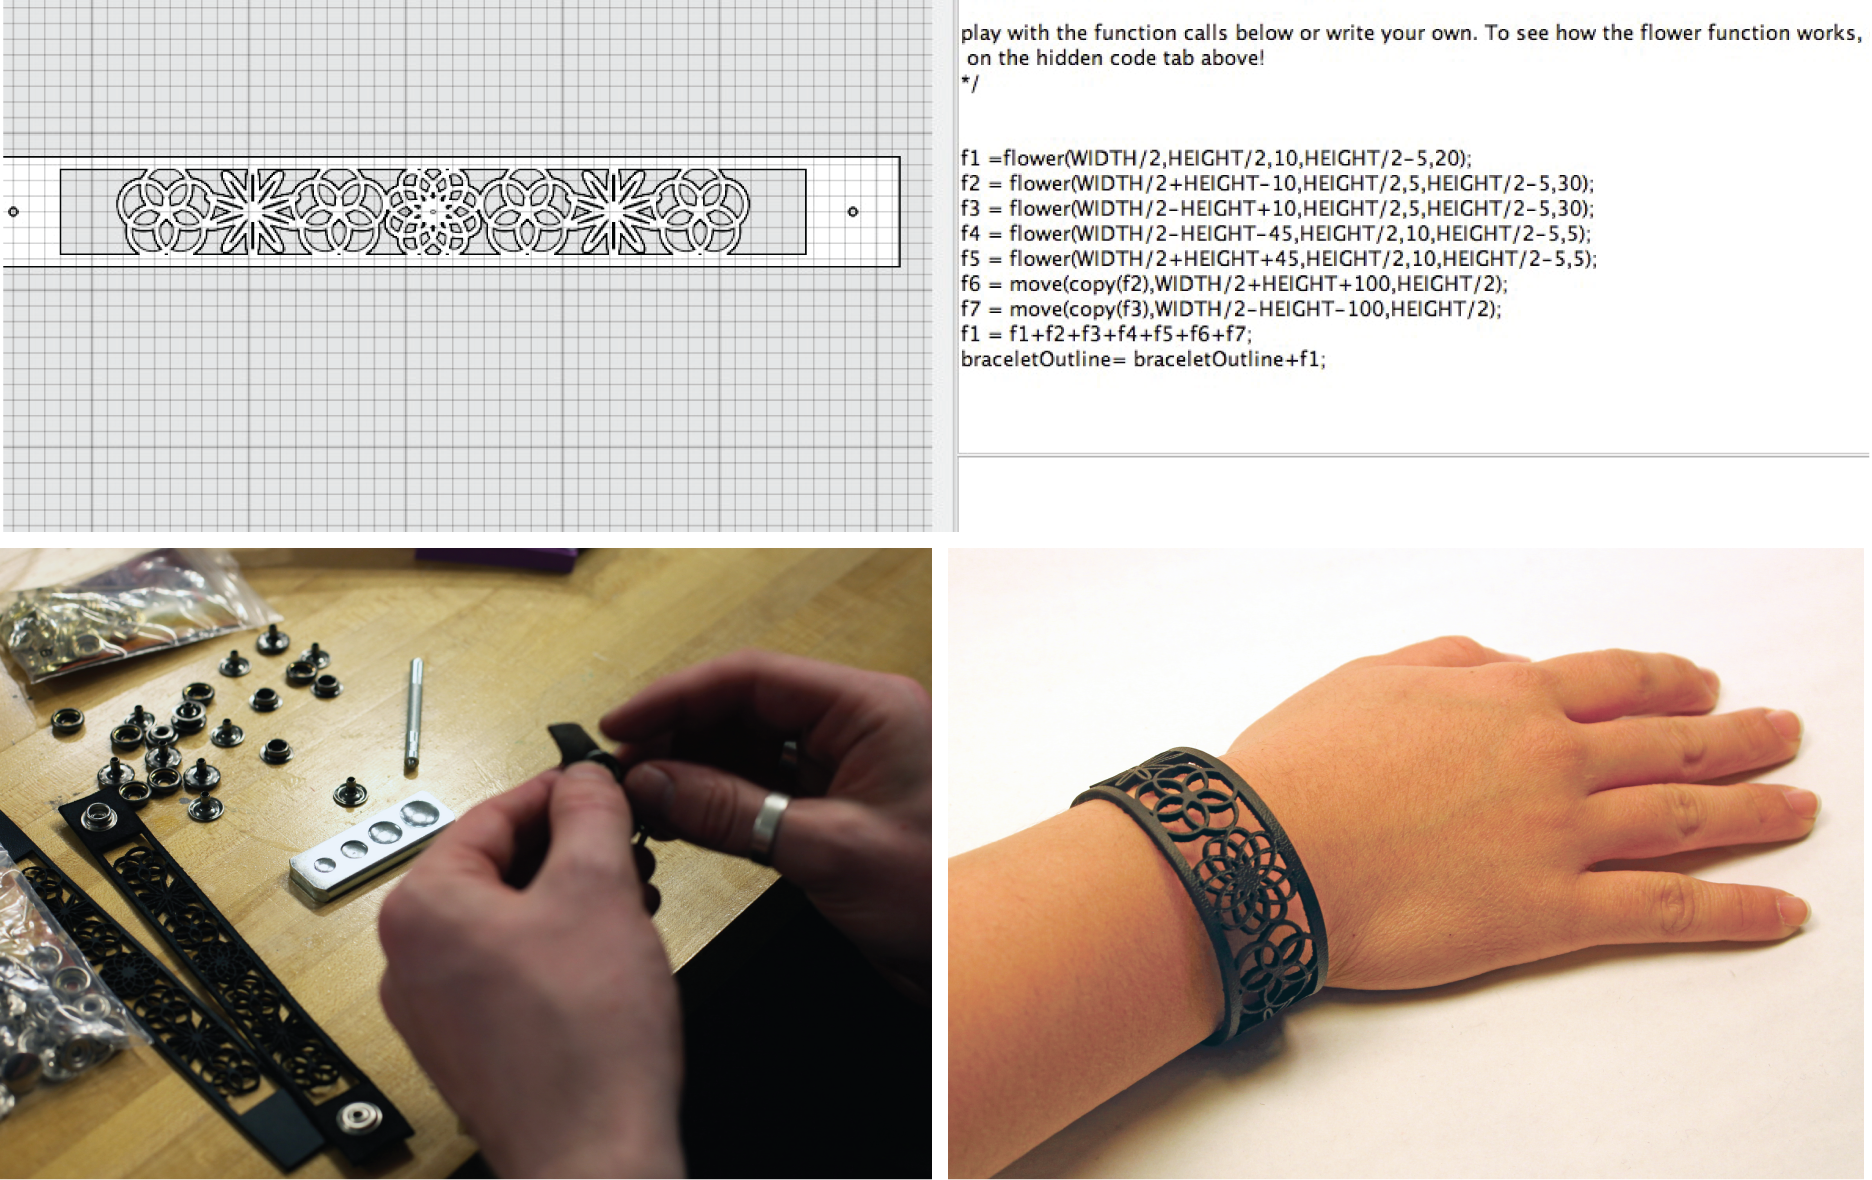 play with the function calls below or write your own. To see how the flower function works,
on the hidden code tab above!
*/
f1 =flower(WIDTH/2,HEIGHT/2,10,HEIGHT/2-5,20);
f2 = flower(WIDTH/2+HEIGHT-10,HEIGHT/2,5,HEIGHT/2-5,30);
f3 = flower(WIDTH/2-HEIGHT+10,HEIGHT/2,5,HEIGHT/2-5,30);
f4 = flower(WIDTH/2-HEIGHT-45,HEIGHT/2,10,HEIGHT/2-5,5);
f5 = flower(WIDTH/2+HEIGHT+45,HEIGHT/2,10,HEIGHT/2-5,5);
f6 = move(copy(f2),WIDTH/2+HEIGHT+100,HEIGHT/2);
f7 = move(copy(f3),WIDTH/2-HEIGHT-100,HEIGHT/2);
f1 = f1+f2+f3+f4+f5+f6+f7;
braceletOutline= braceletOutline+f1;